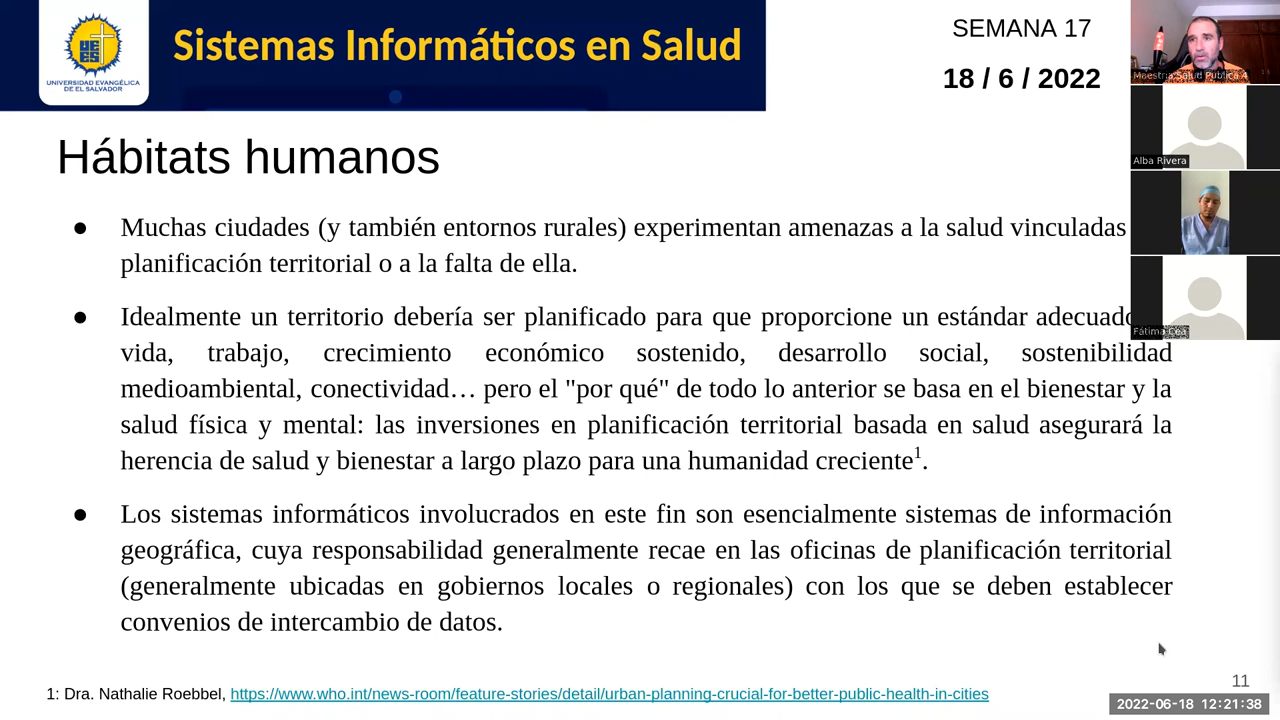 Sistemas Informáticos en Salud
UNIVERSIDAD EVANGÉLICA
DE EL SALVADOR
SEMANA 17
18 / 6 / 2022
Maestria Salud Publica 4
Alba Rivera
Fátima Cea
Hábitats humanos
● Muchas ciudades (y también entornos rurales) experimentan amenazas a la salud vinculadas
planificación territorial o a la falta de ella.
● Idealmente un territorio debería ser planificado para que proporcione un estándar adecuado
vida, trabajo, crecimiento económico sostenido, desarrollo social, sostenibilidad
medioambiental, conectividad… pero el "por qué" de todo lo anterior se basa en el bienestar y la
salud física y mental: las inversiones en planificación territorial basada en salud asegurará la
herencia de salud y bienestar a largo plazo para una humanidad creciente¹.
● Los sistemas informáticos involucrados en este fin son esencialmente sistemas de información
geográfica, cuya responsabilidad generalmente recae en las oficinas de planificación territorial
(generalmente ubicadas en gobiernos locales o regionales) con los que se deben establecer
convenios de intercambio de datos.
1: Dra. Nathalie Roebbel, https://www.who.int/news-room/feature-stories/detail/urban-planning-crucial-for-better-public-health-in-cities
11
2022-06-18 12:21:38